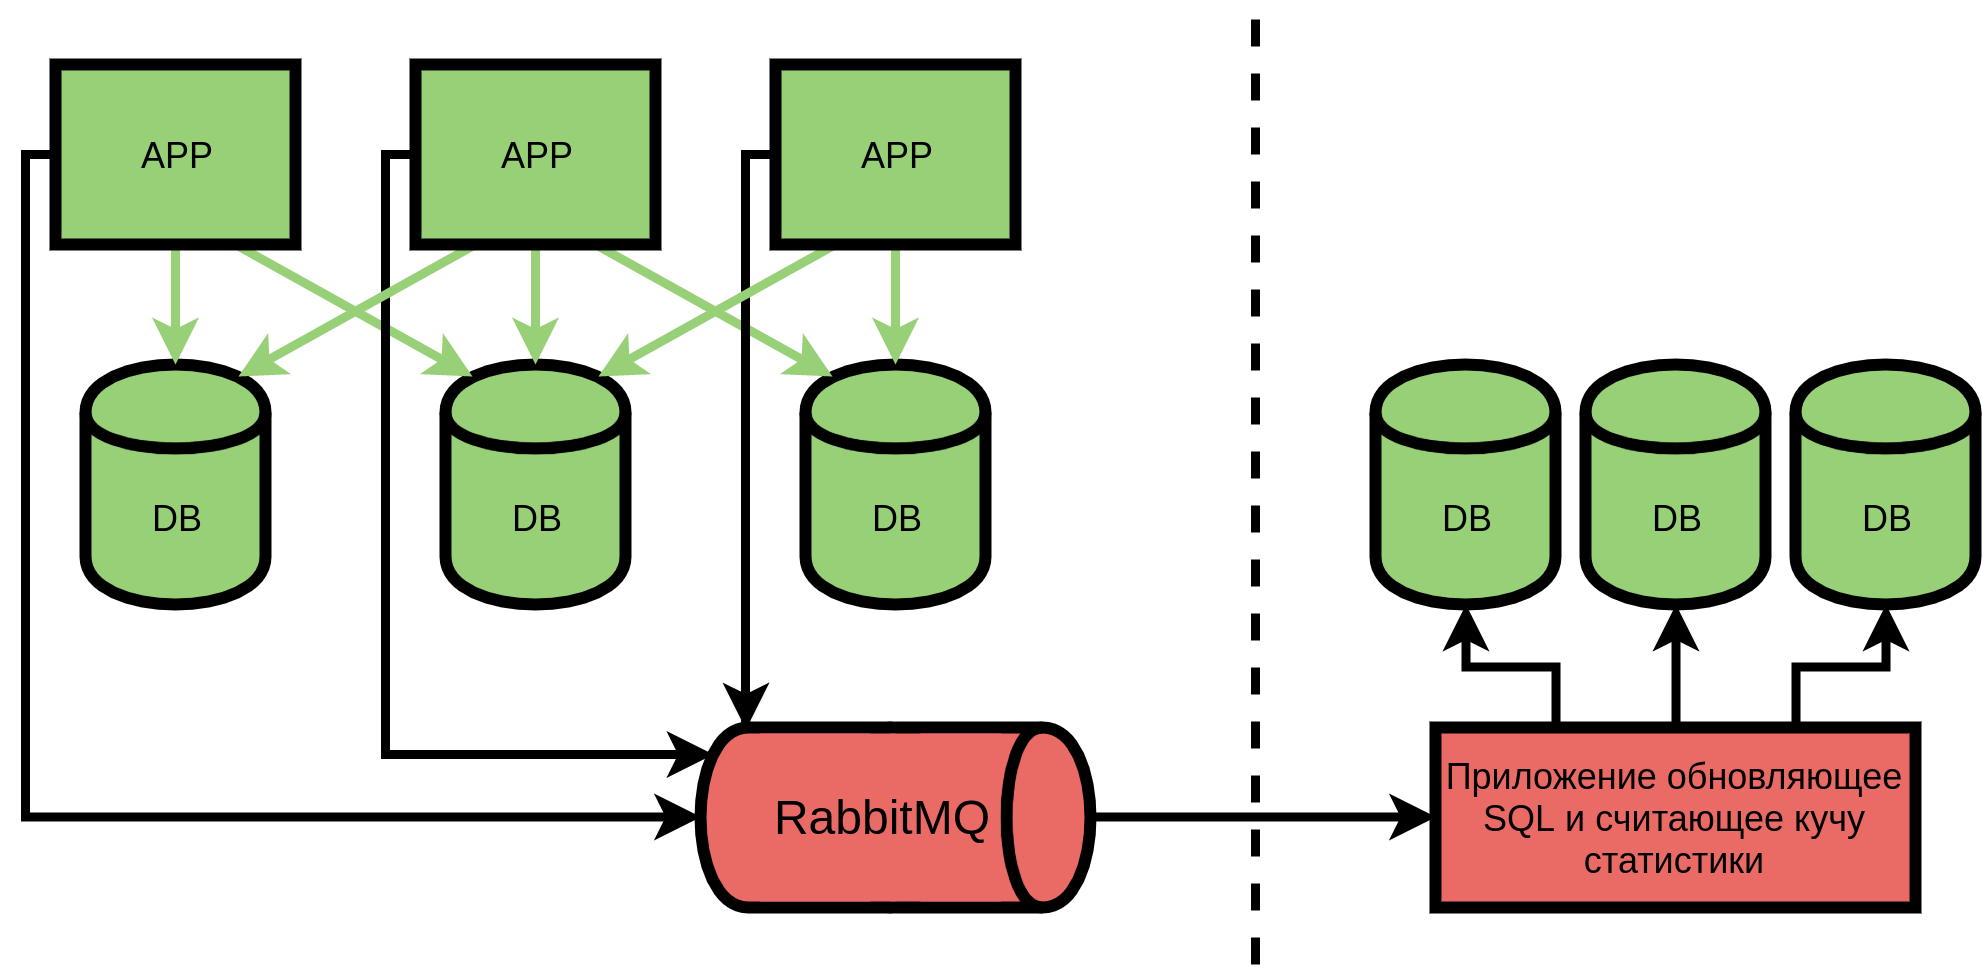 APP
APP
APP
DB
DB
DB
DB
DB
DB
RabbitMQ
Приложение обновляющее
SQL и считающее кучу
статистики